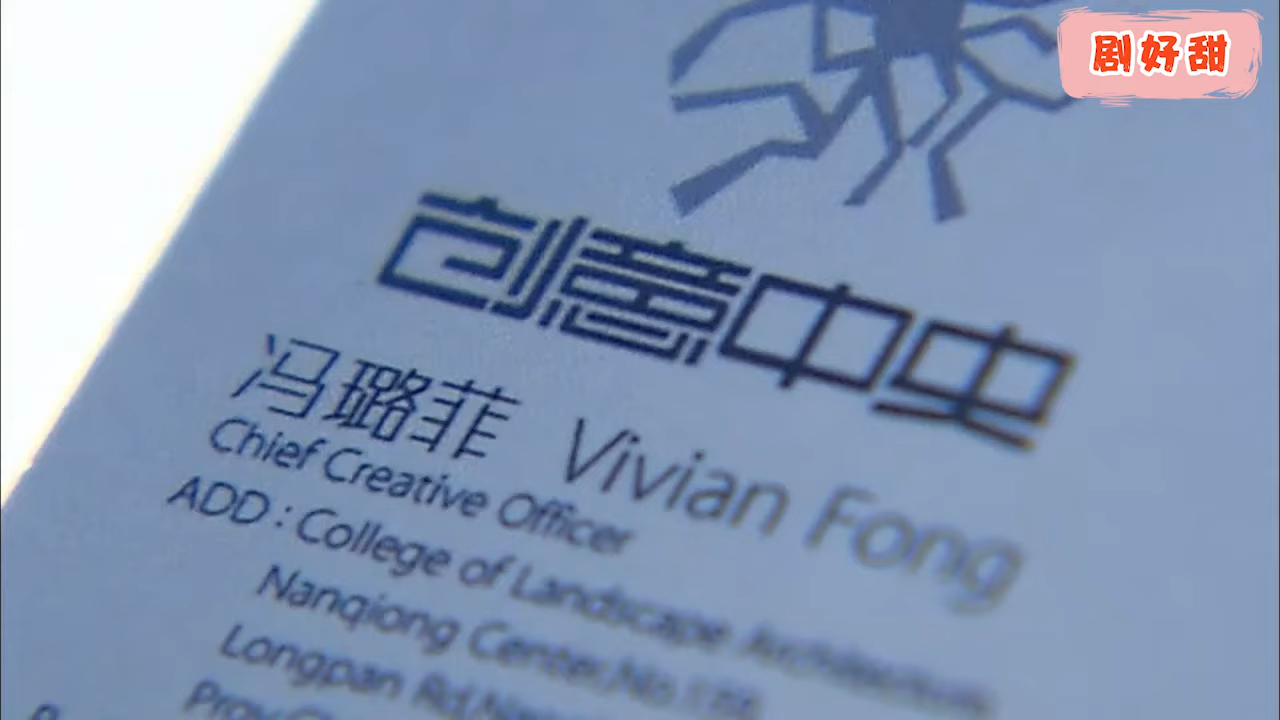 剧好甜
创意中央
冯璐菲 Vivian Fong
Chief Creative Officer
ADD : College of Landscape Architecture
Nanqiong Center,No.
Longpan Rd,
Prov,